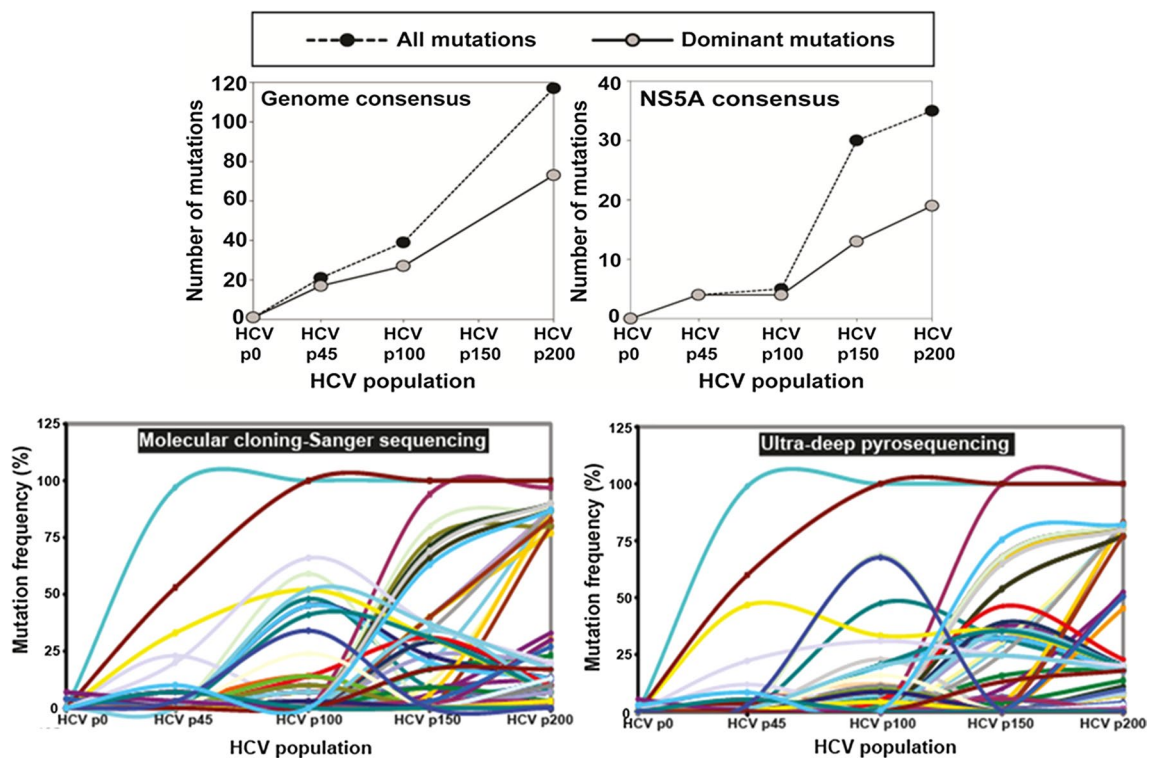 All mutations Dominant mutations
Genome consensus
Number of mutations
120
100
80
60
40
20
0
HCV p0
HCV p45
HCV p100
HCV p150
HCV p200
HCV population
NS5A consensus
Number of mutations
40
30
20
10
0
HCV p0
HCV p45
HCV p100
HCV p150
HCV p200
HCV population
Molecular cloning-Sanger sequencing
Mutation frequency (%)
125
100
75
50
25
0
HCV p0 HCV p45 HCV p100 HCV p150 HCV p200
HCV population
Ultra-deep pyrosequencing
Mutation frequency (%)
125
100
75
50
25
0
HCV p0 HCV p45 HCV p100 HCV p150 HCV p200
HCV population